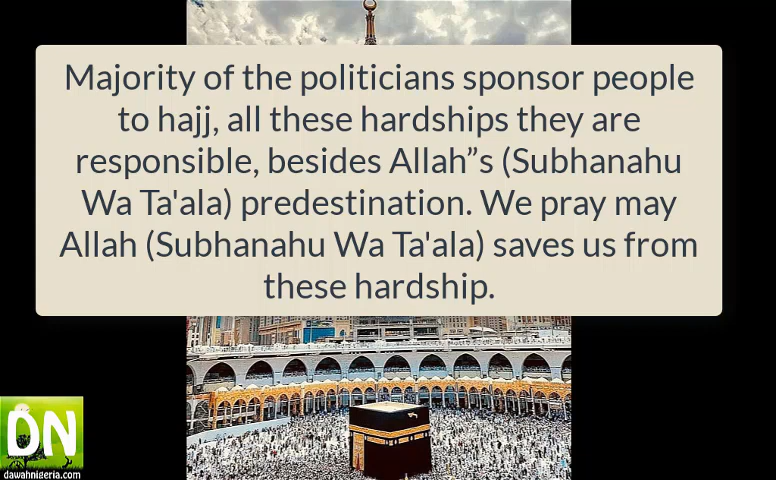 Majority of the politicians sponsor people
to hajj, all these hardships they are
responsible, besides Allah”s (Subhanahu
Wa Ta'ala) predestination. We pray may
Allah (Subhanahu Wa Ta'ala) saves us from
these hardship.
DN
dawahnigeria.com